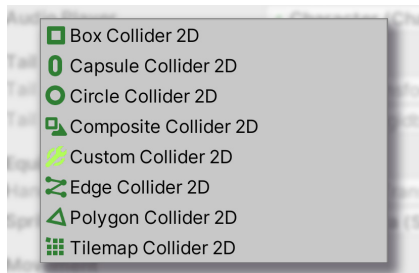 Box Collider 2D
Capsule Collider 2D
Circle Collider 2D
Composite Collider 2D
Custom Collider 2D
Edge Collider 2D
Polygon Collider 2D
Tilemap Collider 2D